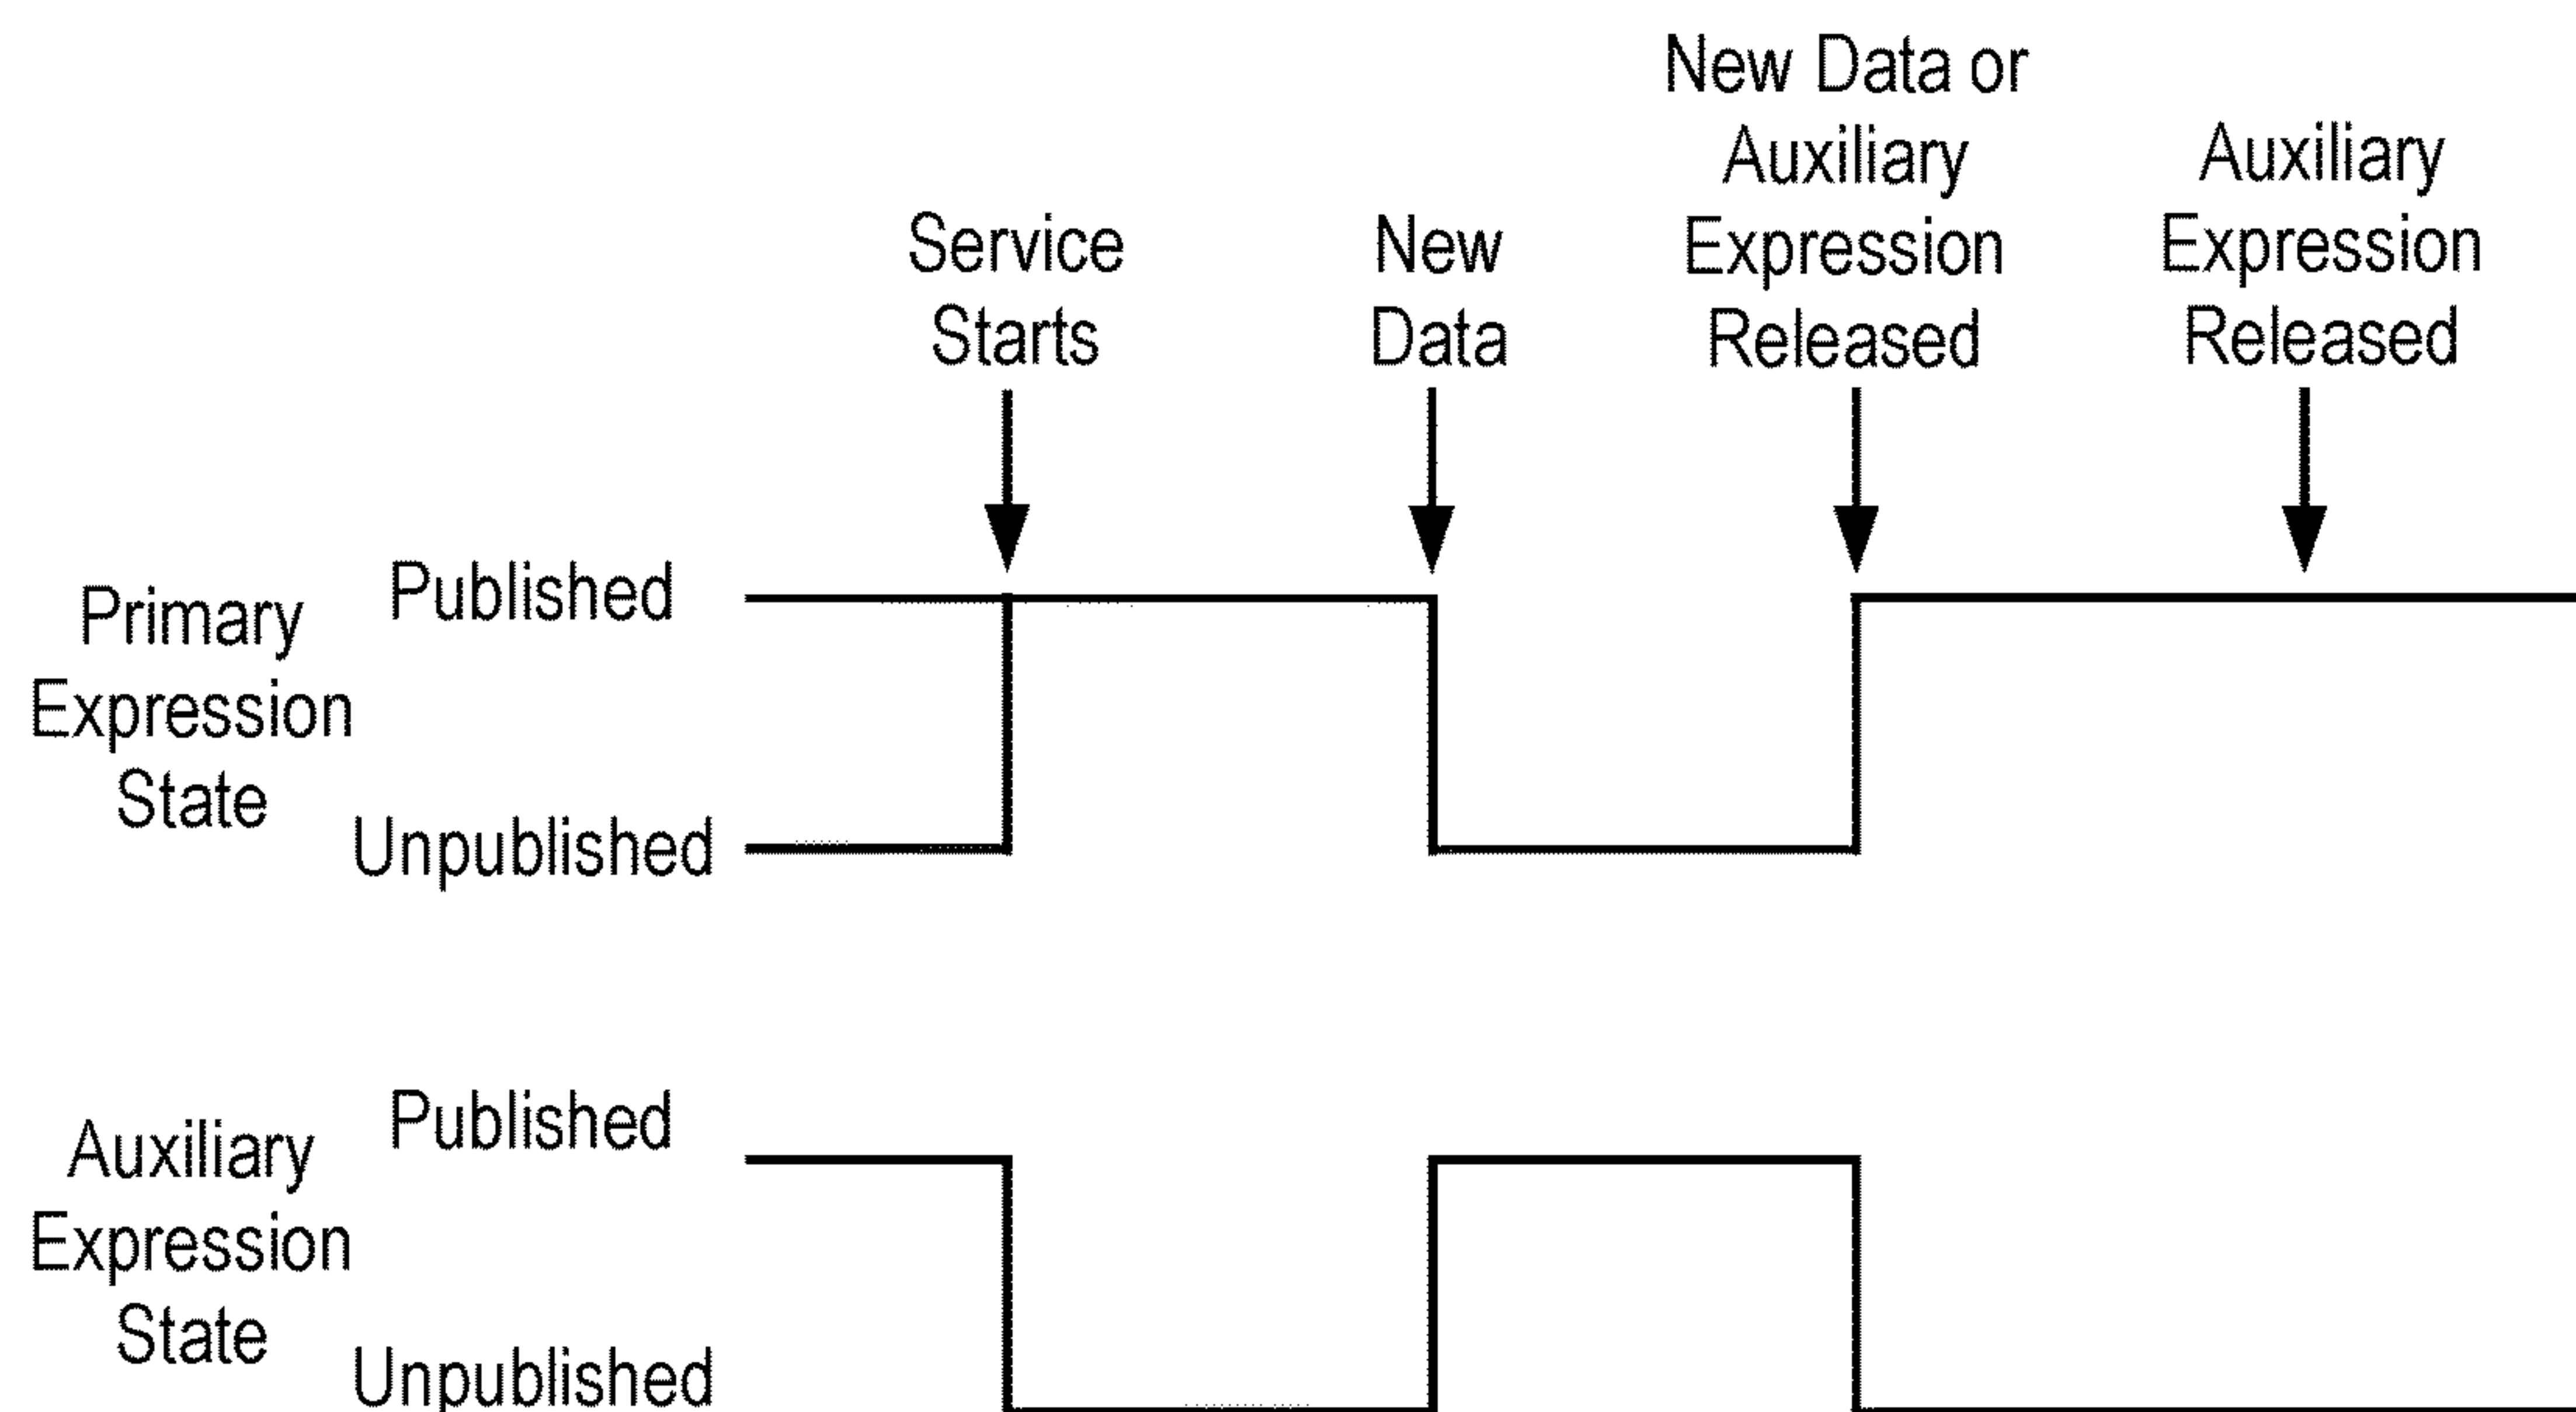 New Data or
Auxiliary
Expression
Released
Auxiliary
Expression
Released
Service
Starts
New
Data
Primary
Expression
State
Published
Unpublished
Auxiliary
Expression
State
Published
Unpublished